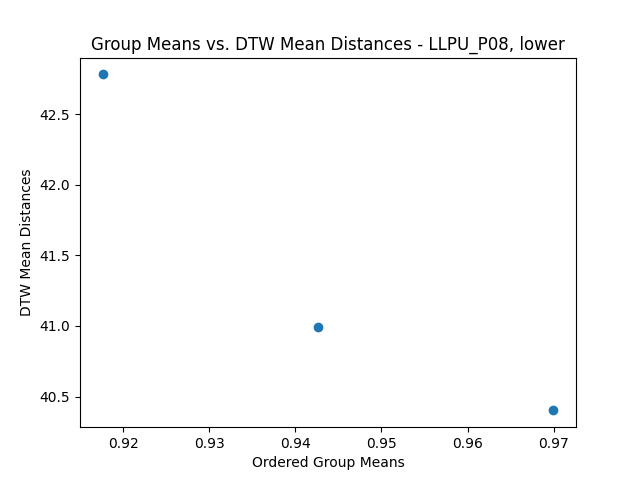 Group Means vs. DTW Mean Distances - LLPU_P08, lower
42.5
42.0
41.5
41.0
40.5
DTW Mean Distances
0.92 0.93 0.94 0.95 0.96 0.97
Ordered Group Means